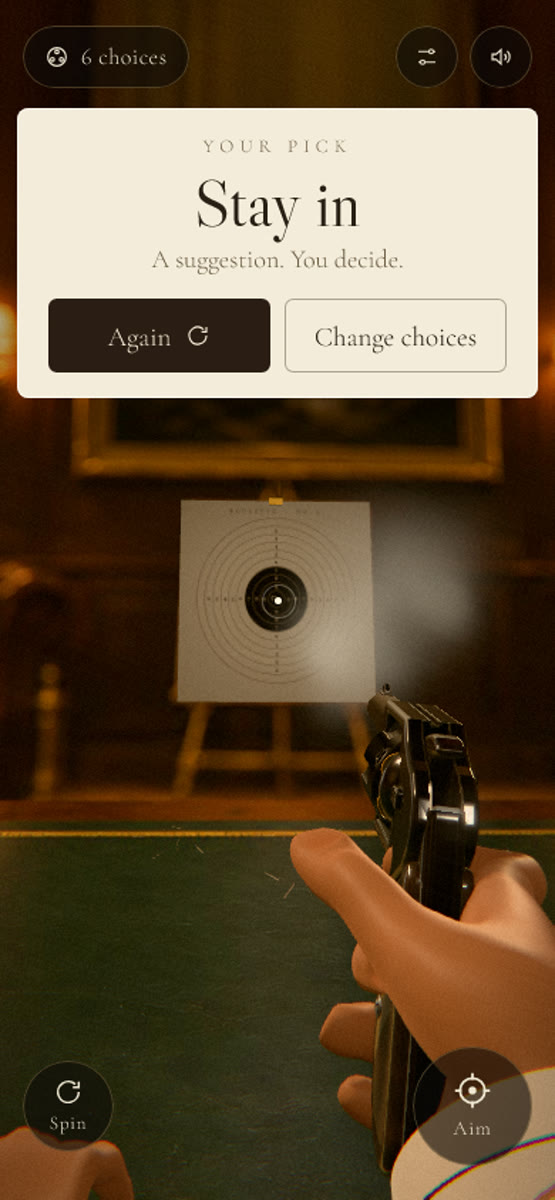 6 choices
YOUR PICK
Stay in
A suggestion. You decide.
Again
Change choices
Spin
Aim